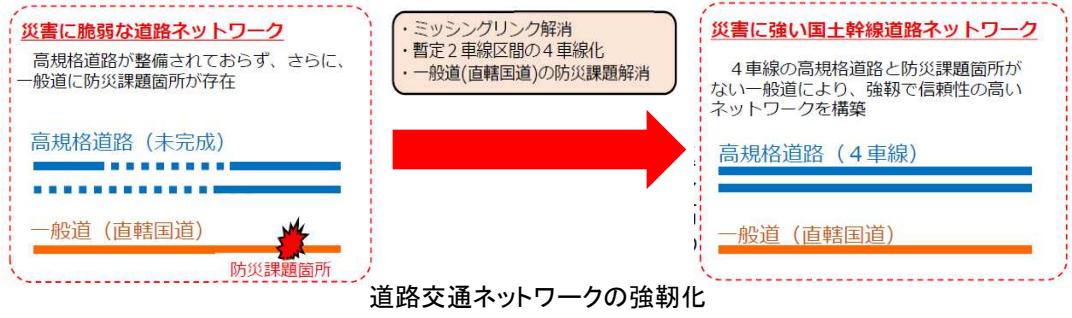 災害に脆弱な道路ネットワーク
高規格道路が整備されておらず、さらに、
一般道に防災課題箇所が存在
高規格道路（未完成）
一般道（直轄国道）
防災課題箇所
・ミッシングリンク解消
・暫定２車線区間の４車線化
・一般道(直轄国道)の防災課題解消
災害に強い国土幹線道路ネットワーク
４車線の高規格道路と防災課題箇所が
ない一般道により、強靱で信頼性の高い
ネットワークを構築
高規格道路（４車線）
一般道（直轄国道）
道路交通ネットワークの強靭化